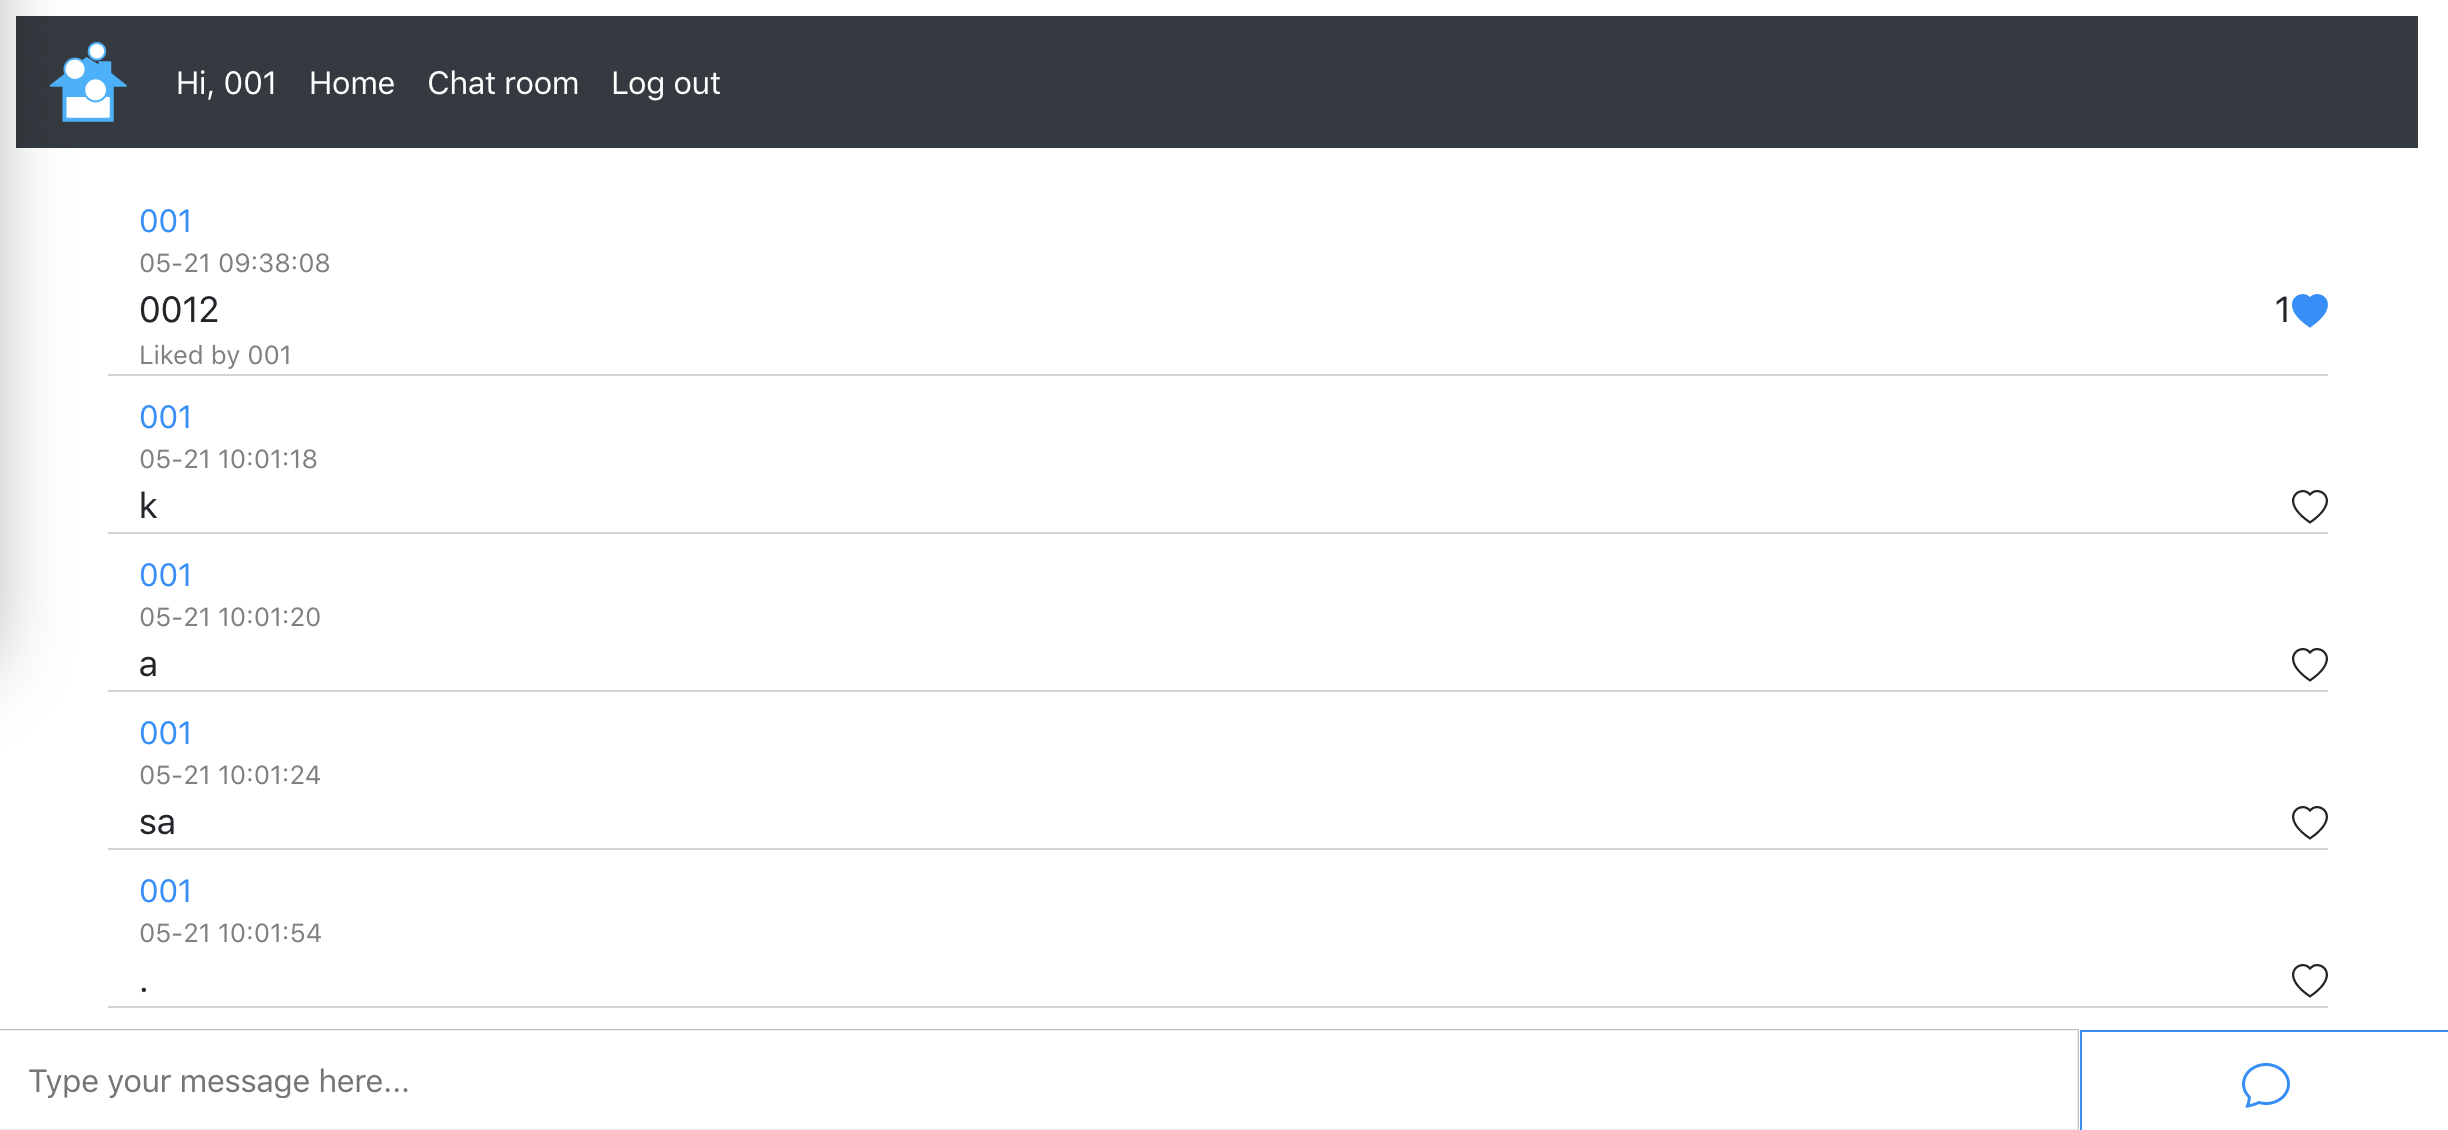 Hi, 001 Home Chat room Log out
001
05-21 09:38:08
0012
1
Liked by 001
001
05-21 10:01:18
k
001
05-21 10:01:20
a
001
05-21 10:01:24
sa
001
05-21 10:01:54
.
Type your message here...